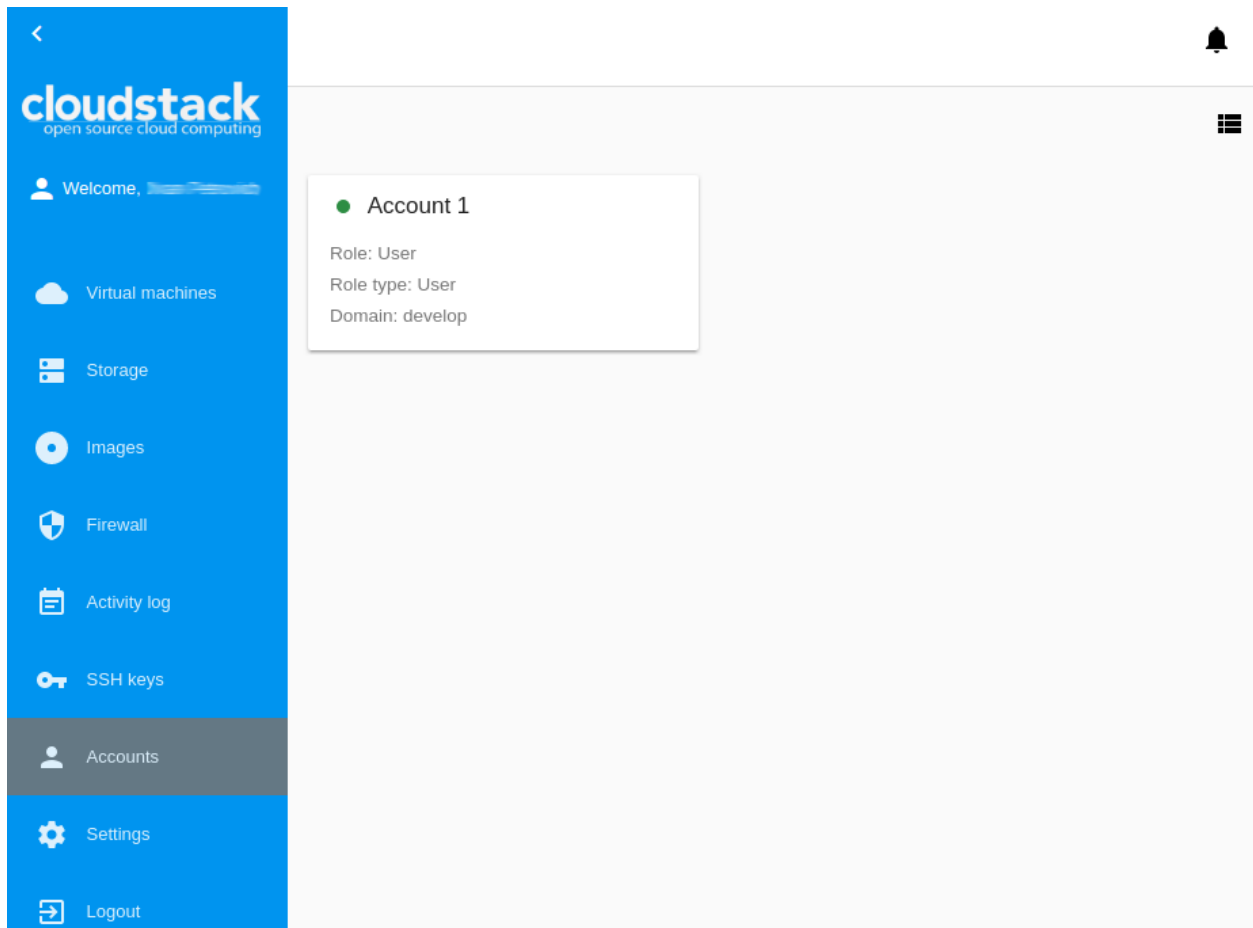 cloudstack
open source cloud computing
Welcome,
Virtual machines
Storage
Images
Firewall
Activity log
SSH keys
Accounts
Settings
Logout
Account 1
Role: User
Role type: User
Domain: develop